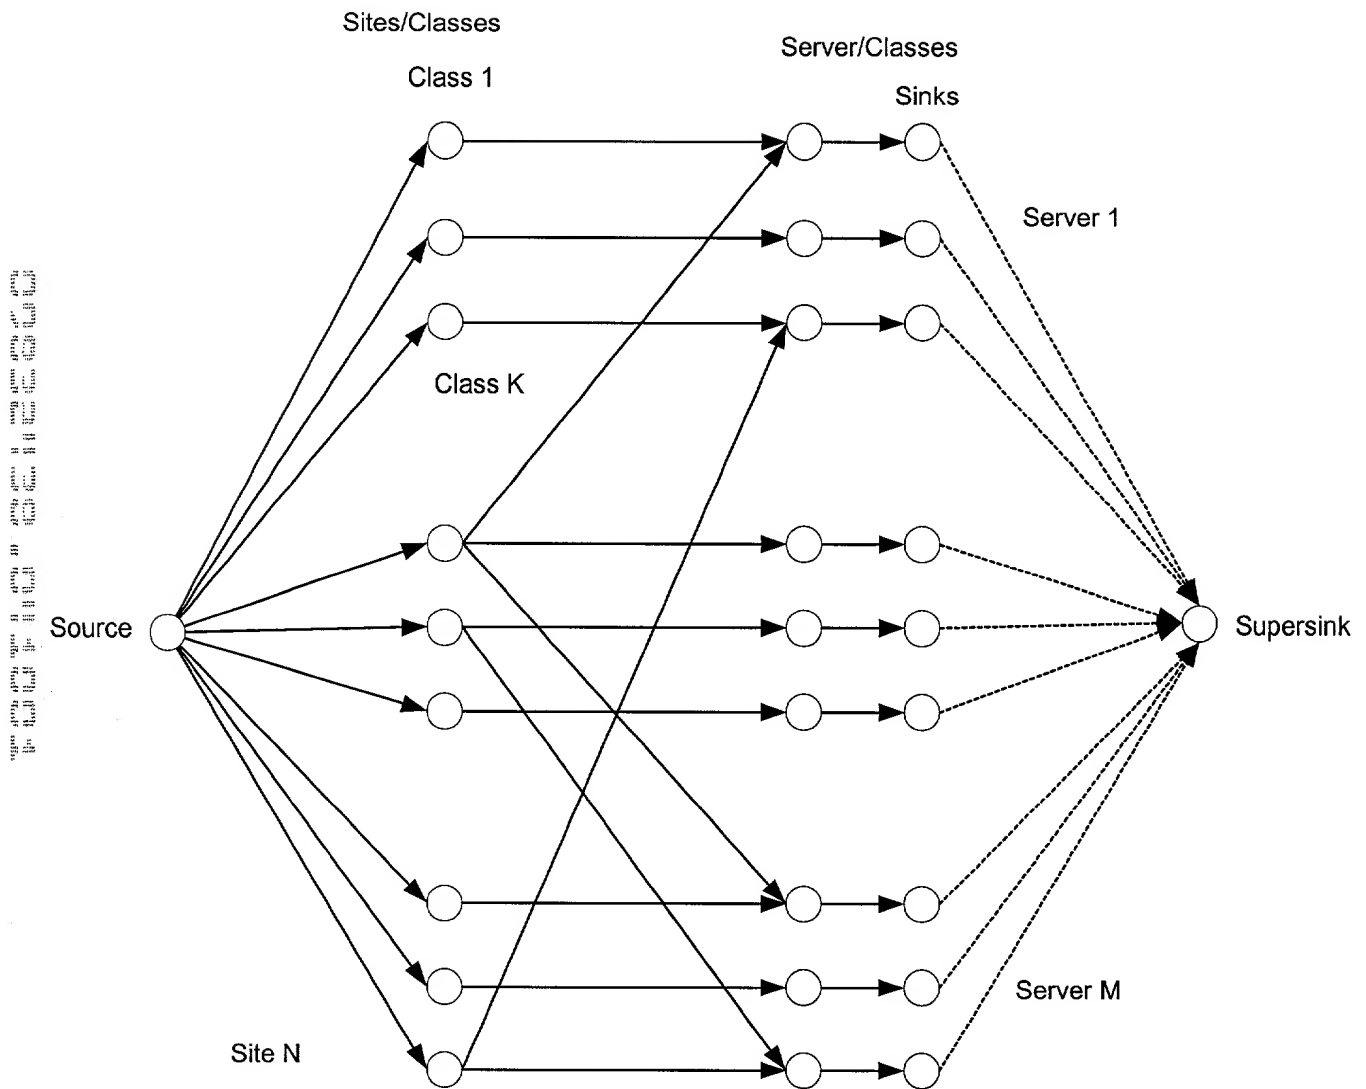 Sites/Classes
Class 1
Server/Classes
Sinks
Server 1
Class K
Source
Supersink
Server M
Site N